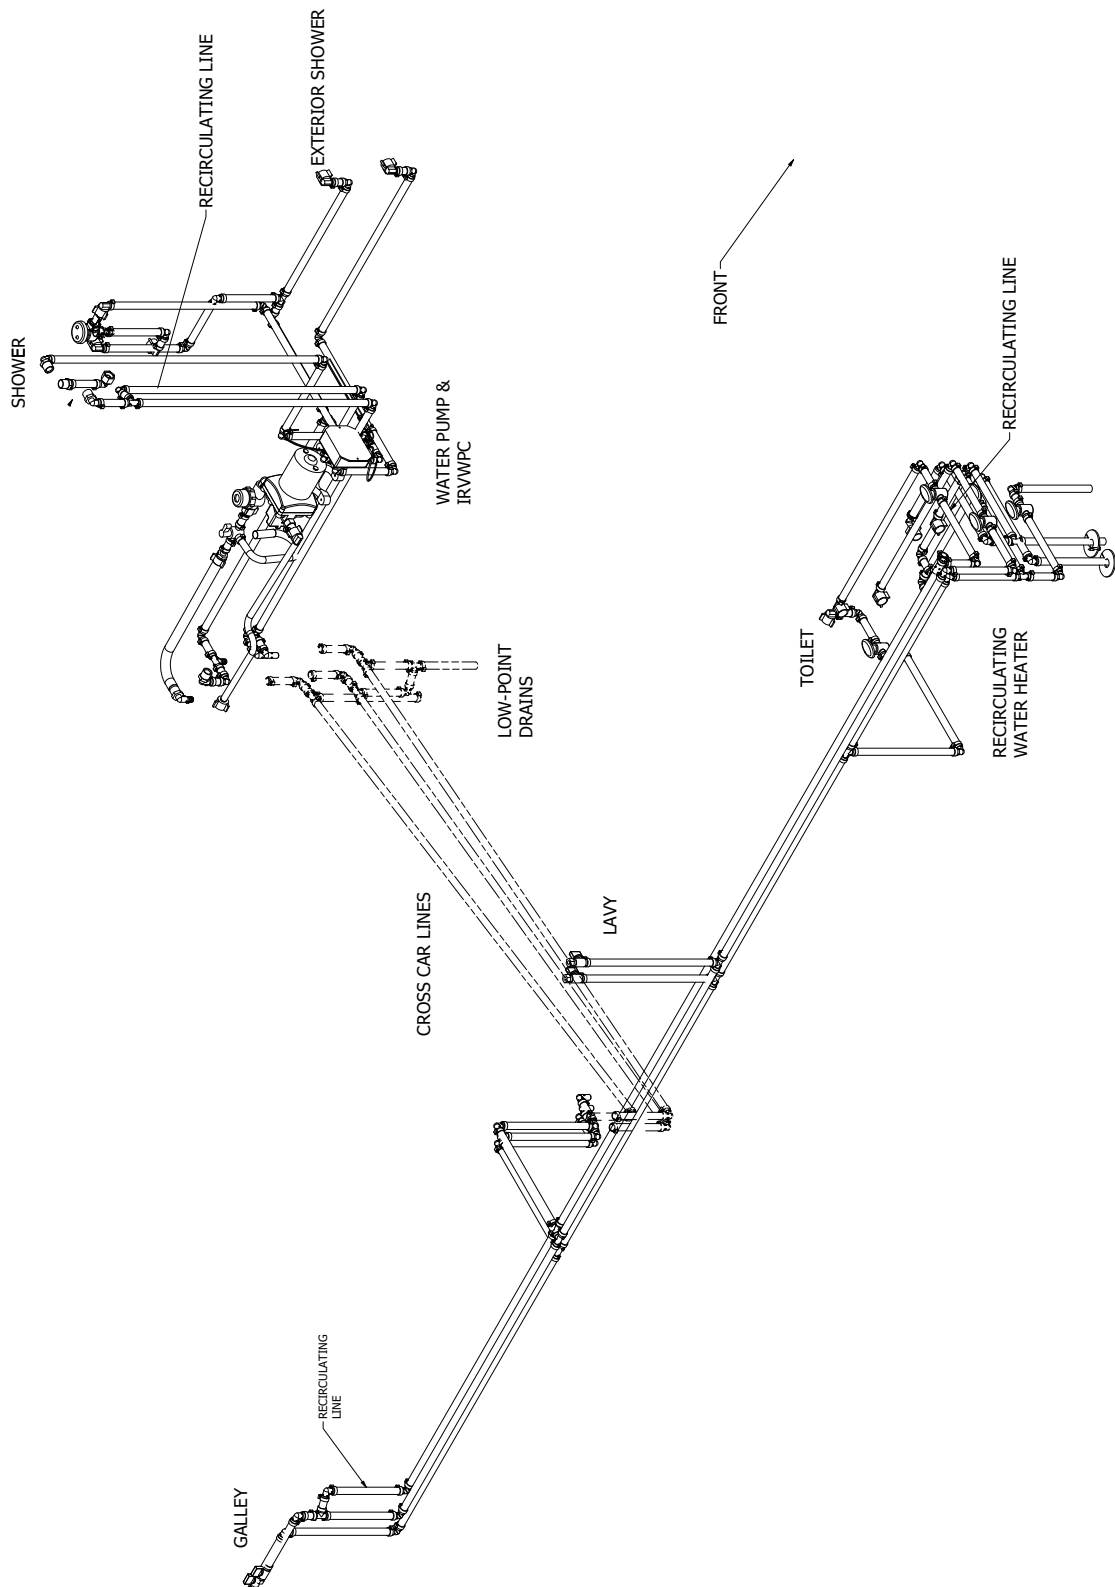 SHOWER
RECIRCULATING LINE
EXTERIOR SHOWER
WATER PUMP &
IRVWPC
FRONT
RECIRCULATING LINE
LOW-POINT
DRAINS
TOILET
RECIRCULATING
WATER HEATER
CROSS CAR LINES
LAVY
RECIRCULATING
LINE
GALLEY